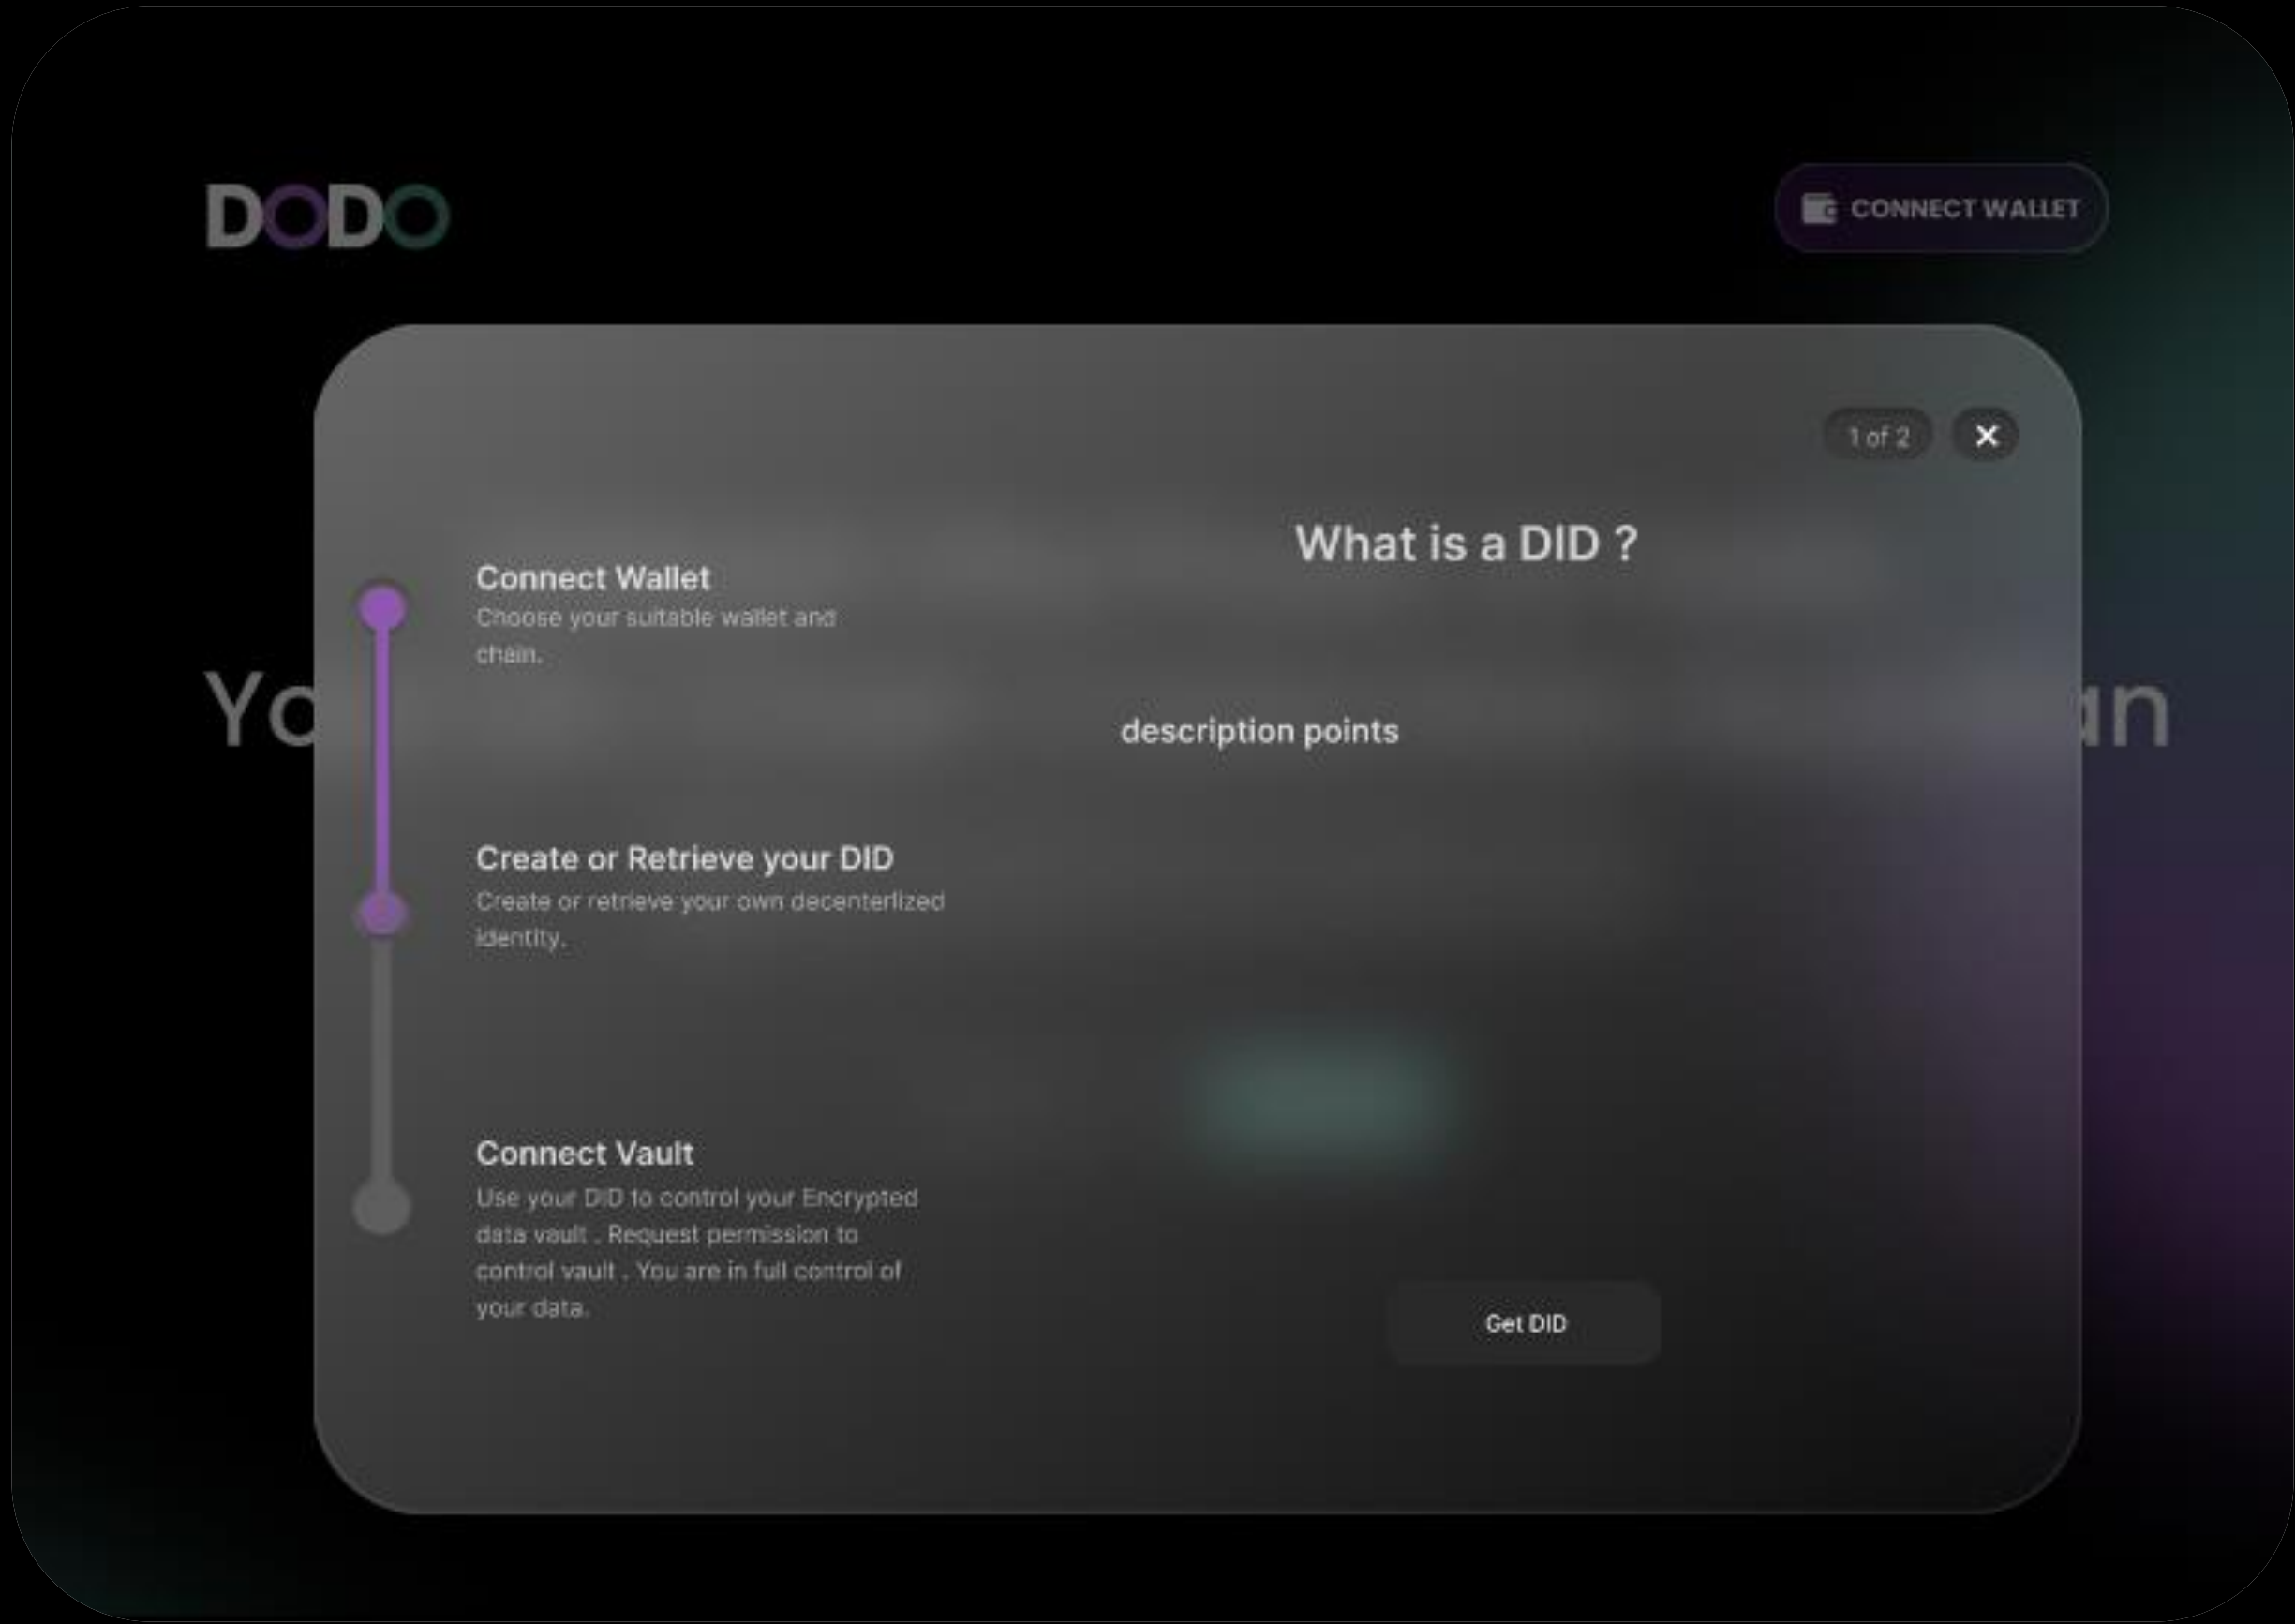 DODO
CONNECT WALLET
1 of 2
What is a DID ?
Connect Wallet
Choose your suitable wallet and
chain.
Yo
an
description points
Create or Retrieve your DID
Create or retrieve your own decenterlized
identity.
Connect Vault
Use your DID to control your Encrypted
data vault . Request permission to
control vault . You are in full control of
your data.
Get DID